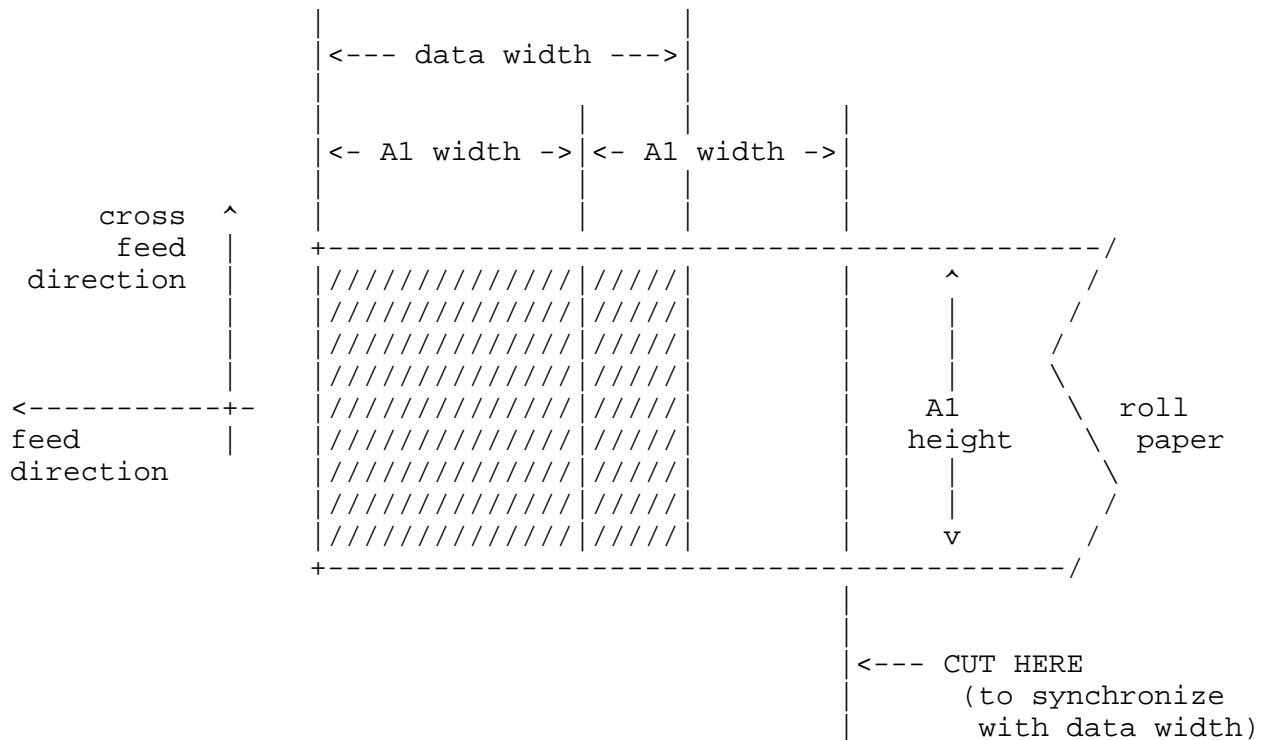 <--- data width --->
<- A1 width -> <- A1 width ->
cross
feed
direction
A1 roll
feed height paper
direction
<--- CUT HERE
(to synchronize
with data width)